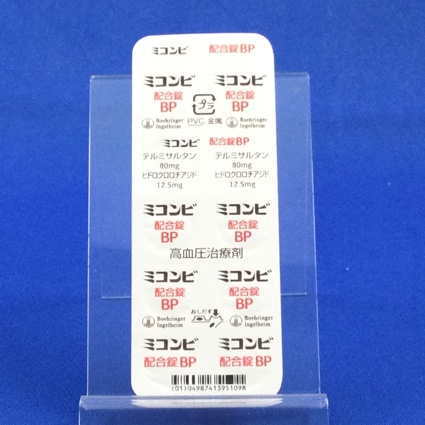 ミコンビ 配合錠BP
ミコンビ ミコンビ
配合錠 配合錠
BP BP
プラ
PVC,金属
Boehringer Ingelheim Boehringer Ingelheim
ミコンビ 配合錠BP
テルミサルタン テルミサルタン
80mg 80mg
ヒドロクロロチアジド ヒドロクロロチアジド
12.5mg 12.5mg
ミコンビ ミコンビ
配合錠 配合錠
BP BP
高血圧治療剤
ミコンビ ミコンビ
配合錠 配合錠
BP BP
Boehringer Ingelheim おしだす Boehringer Ingelheim
ミコンビ ミコンビ
配合錠BP 配合錠BP
(01)04987413951098